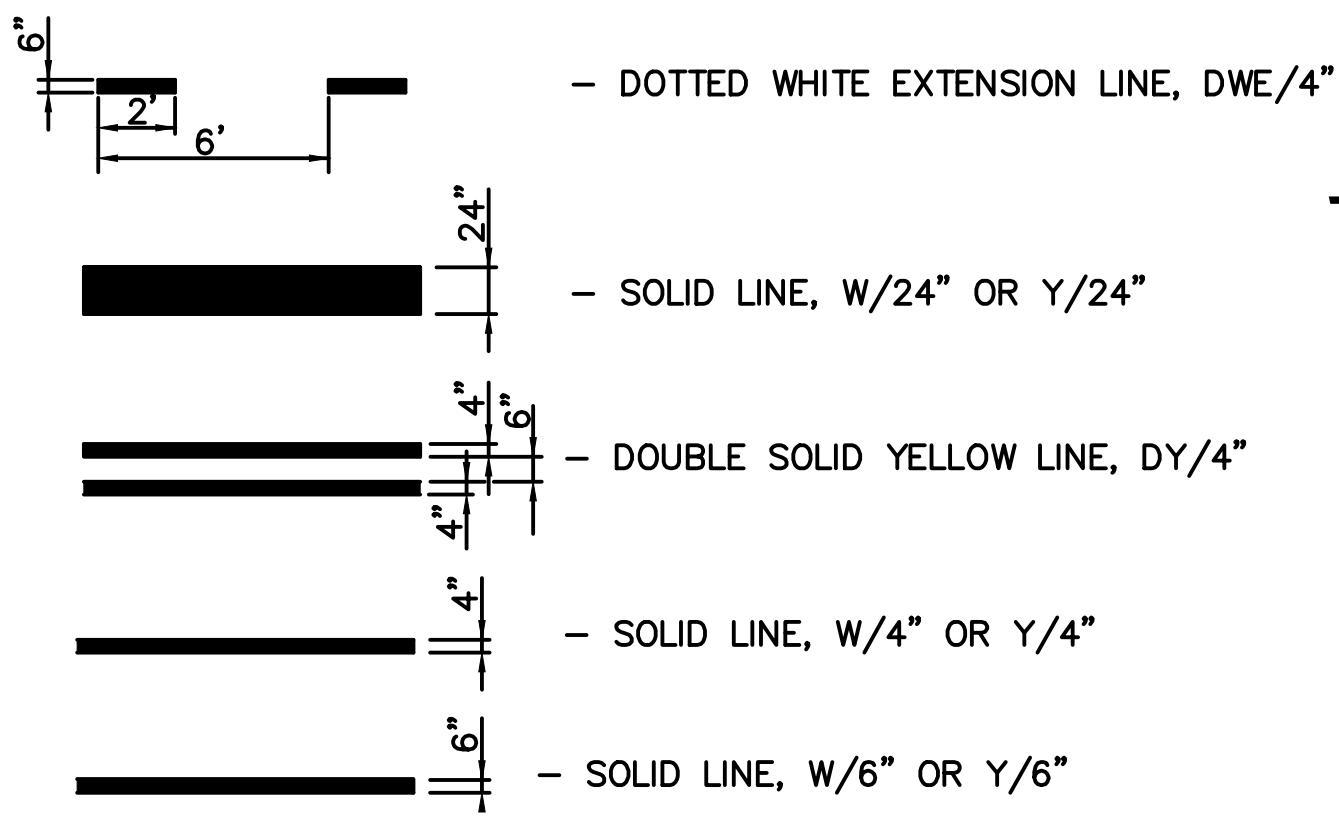 6"
2'
6'
– DOTTED WHITE EXTENSION LINE, DWE/4"
24"
– SOLID LINE, W/24" OR Y/24"
4"
6"
4"
– DOUBLE SOLID YELLOW LINE, DY/4"
4"
– SOLID LINE, W/4" OR Y/4"
6"
– SOLID LINE, W/6" OR Y/6"